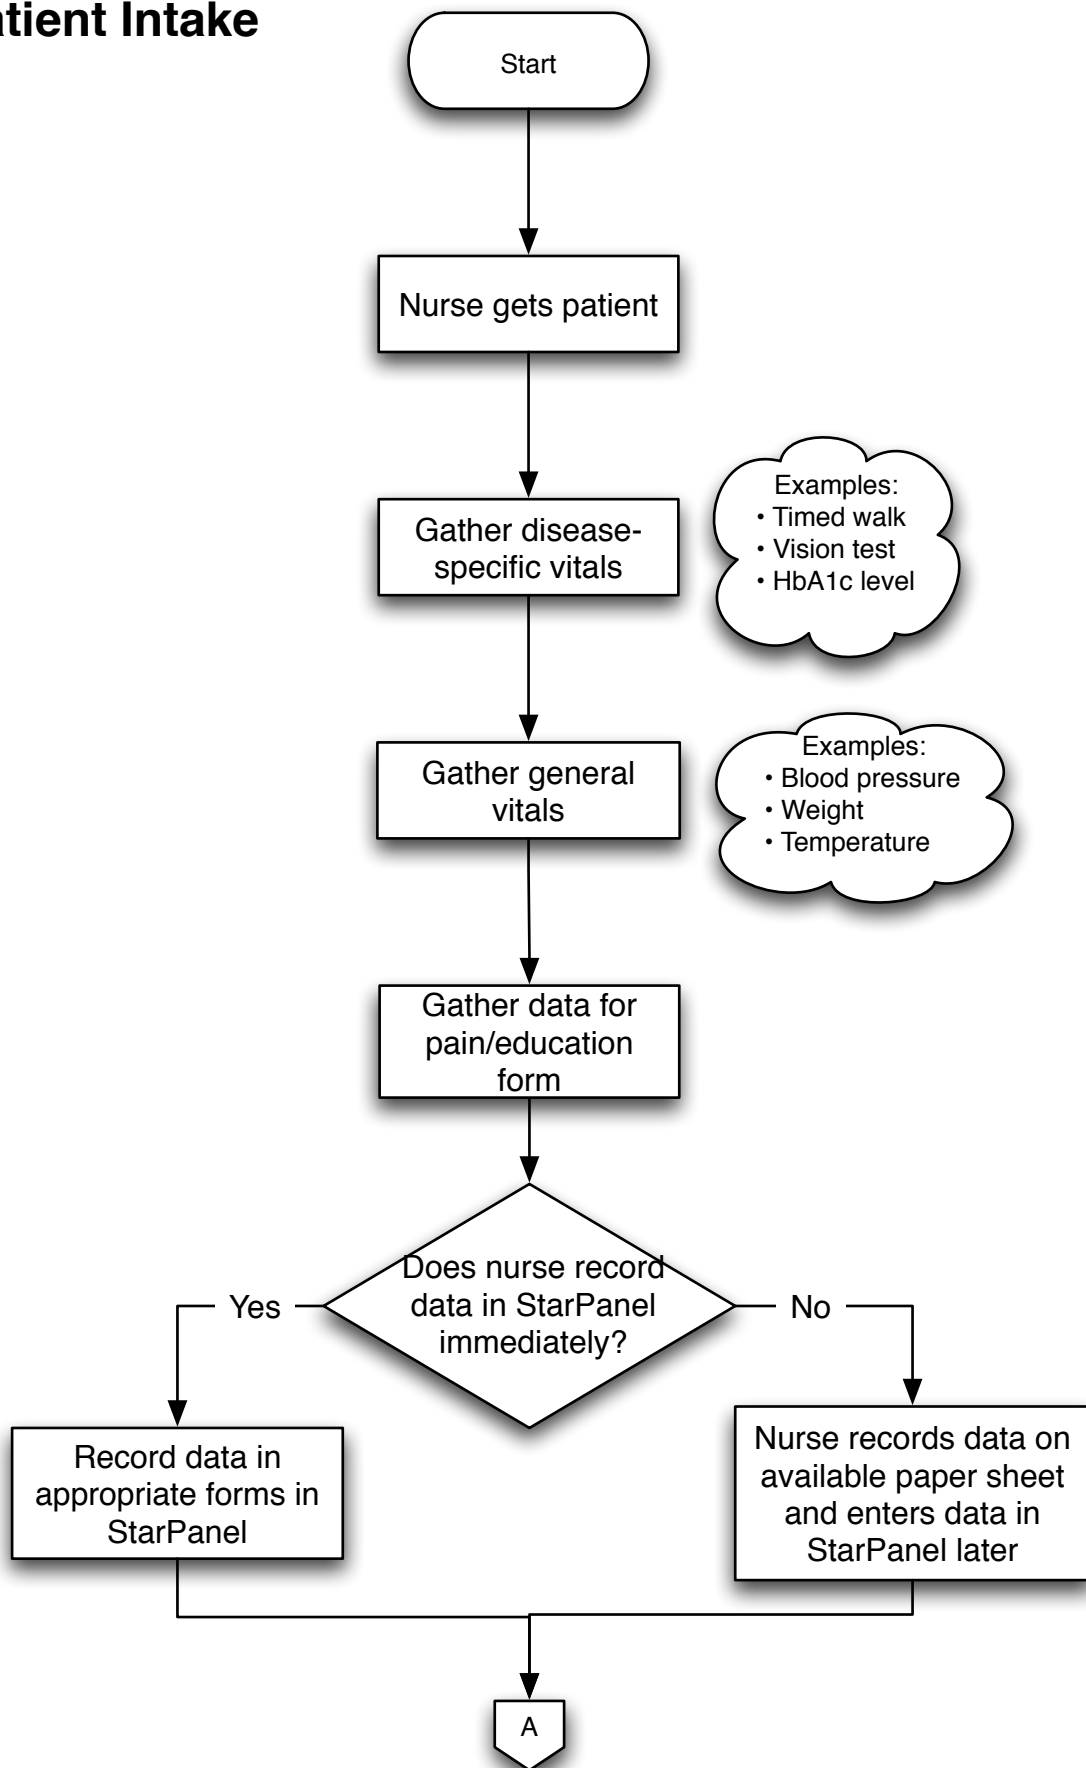 atient Intake
Start
Nurse gets patient
Gather disease-
specific vitals
Examples:
• Timed walk
• Vision test
• HbA1c level
Gather general
vitals
Examples:
• Blood pressure
• Weight
• Temperature
Gather data for
pain/education
form
Does nurse record
data in StarPanel
immediately?
Yes
No
Record data in
appropriate forms in
StarPanel
Nurse records data on
available paper sheet
and enters data in
StarPanel later
A